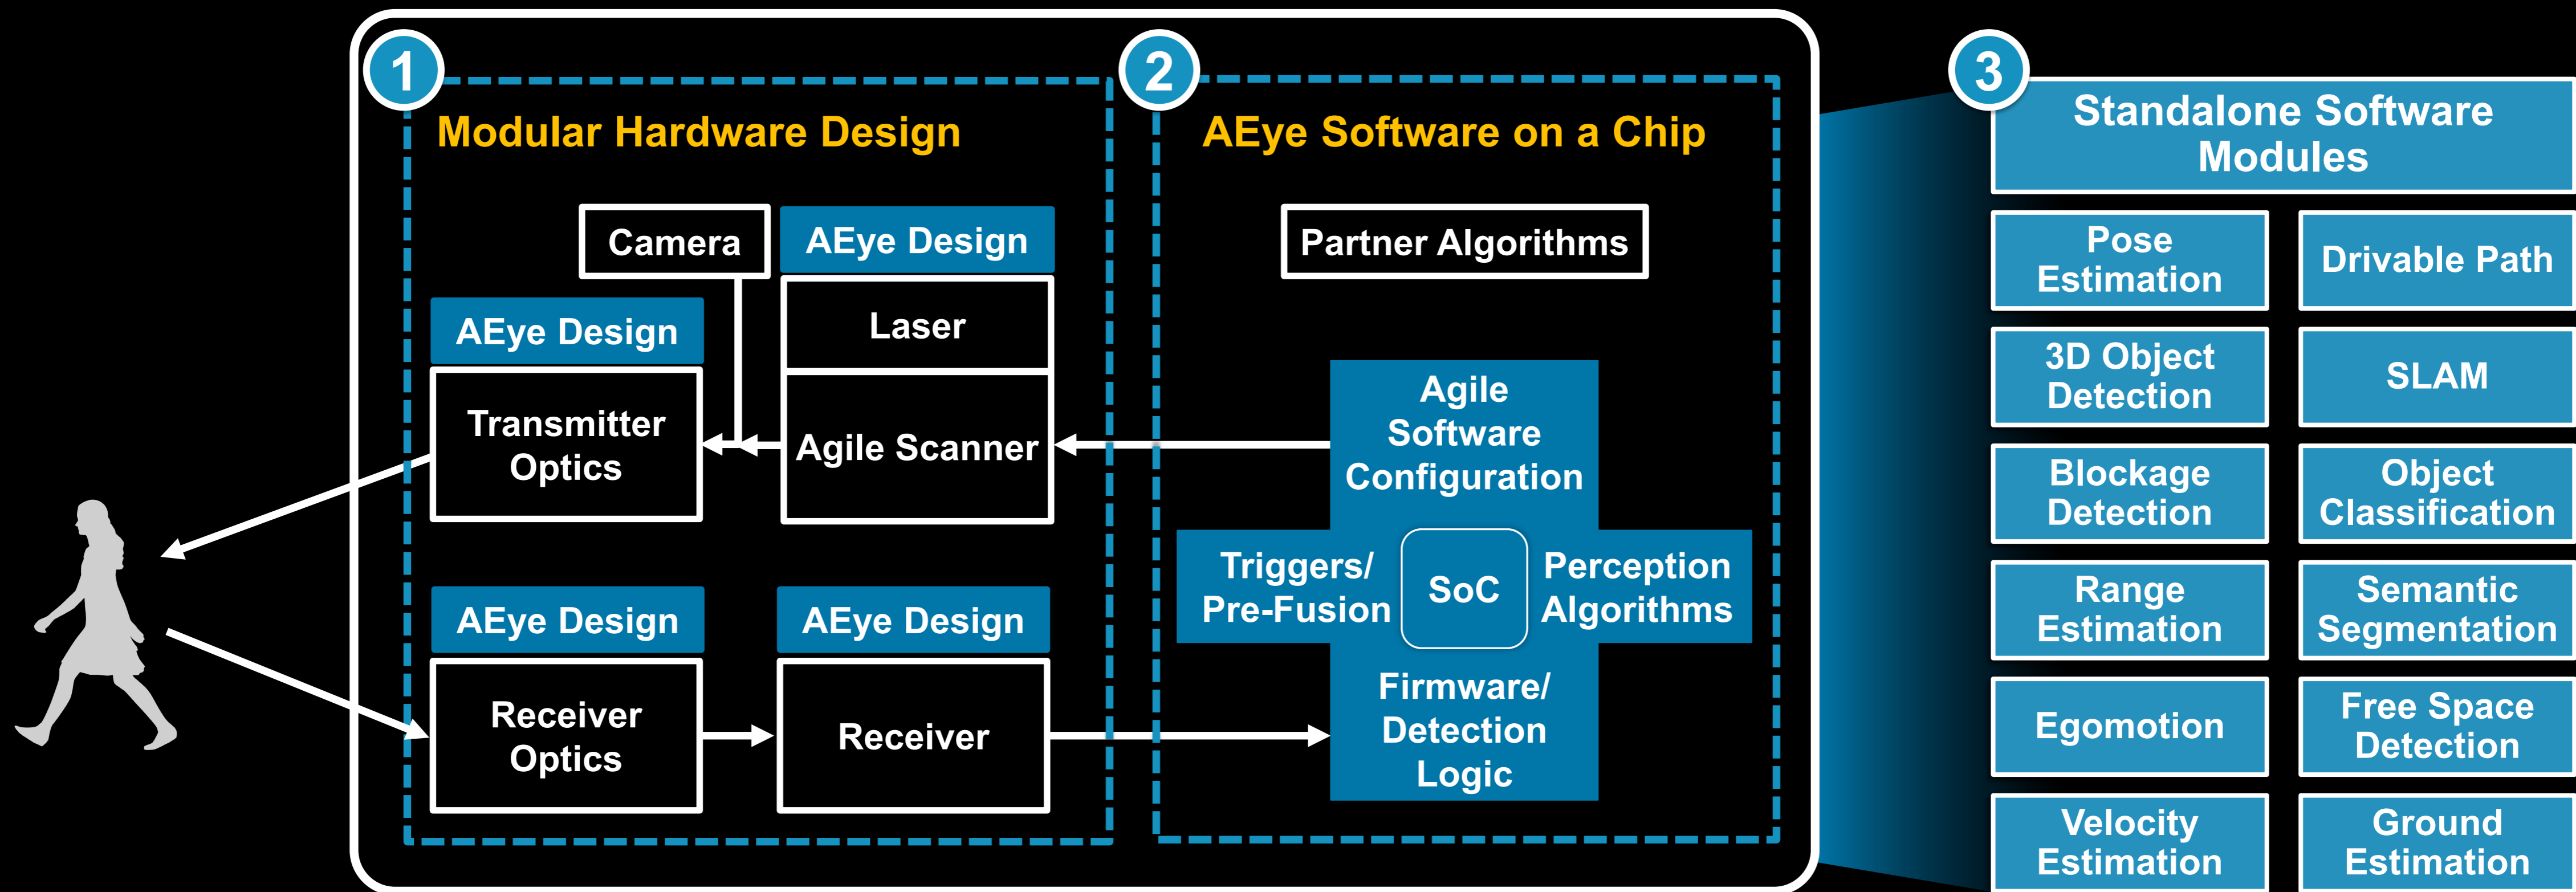 1
Modular Hardware Design
Camera
AEye Design
Laser
Agile Scanner
AEye Design
Transmitter
Optics
AEye Design
Receiver
Optics
AEye Design
Receiver
2
AEye Software on a Chip
Partner Algorithms
Agile
Software
Configuration
Triggers/
Pre-Fusion
SoC
Perception
Algorithms
Firmware/
Detection
Logic
3
Standalone Software
Modules
Pose
Estimation
Drivable Path
3D Object
Detection
SLAM
Blockage
Detection
Object
Classification
Range
Estimation
Semantic
Segmentation
Egomotion
Free Space
Detection
Velocity
Estimation
Ground
Estimation